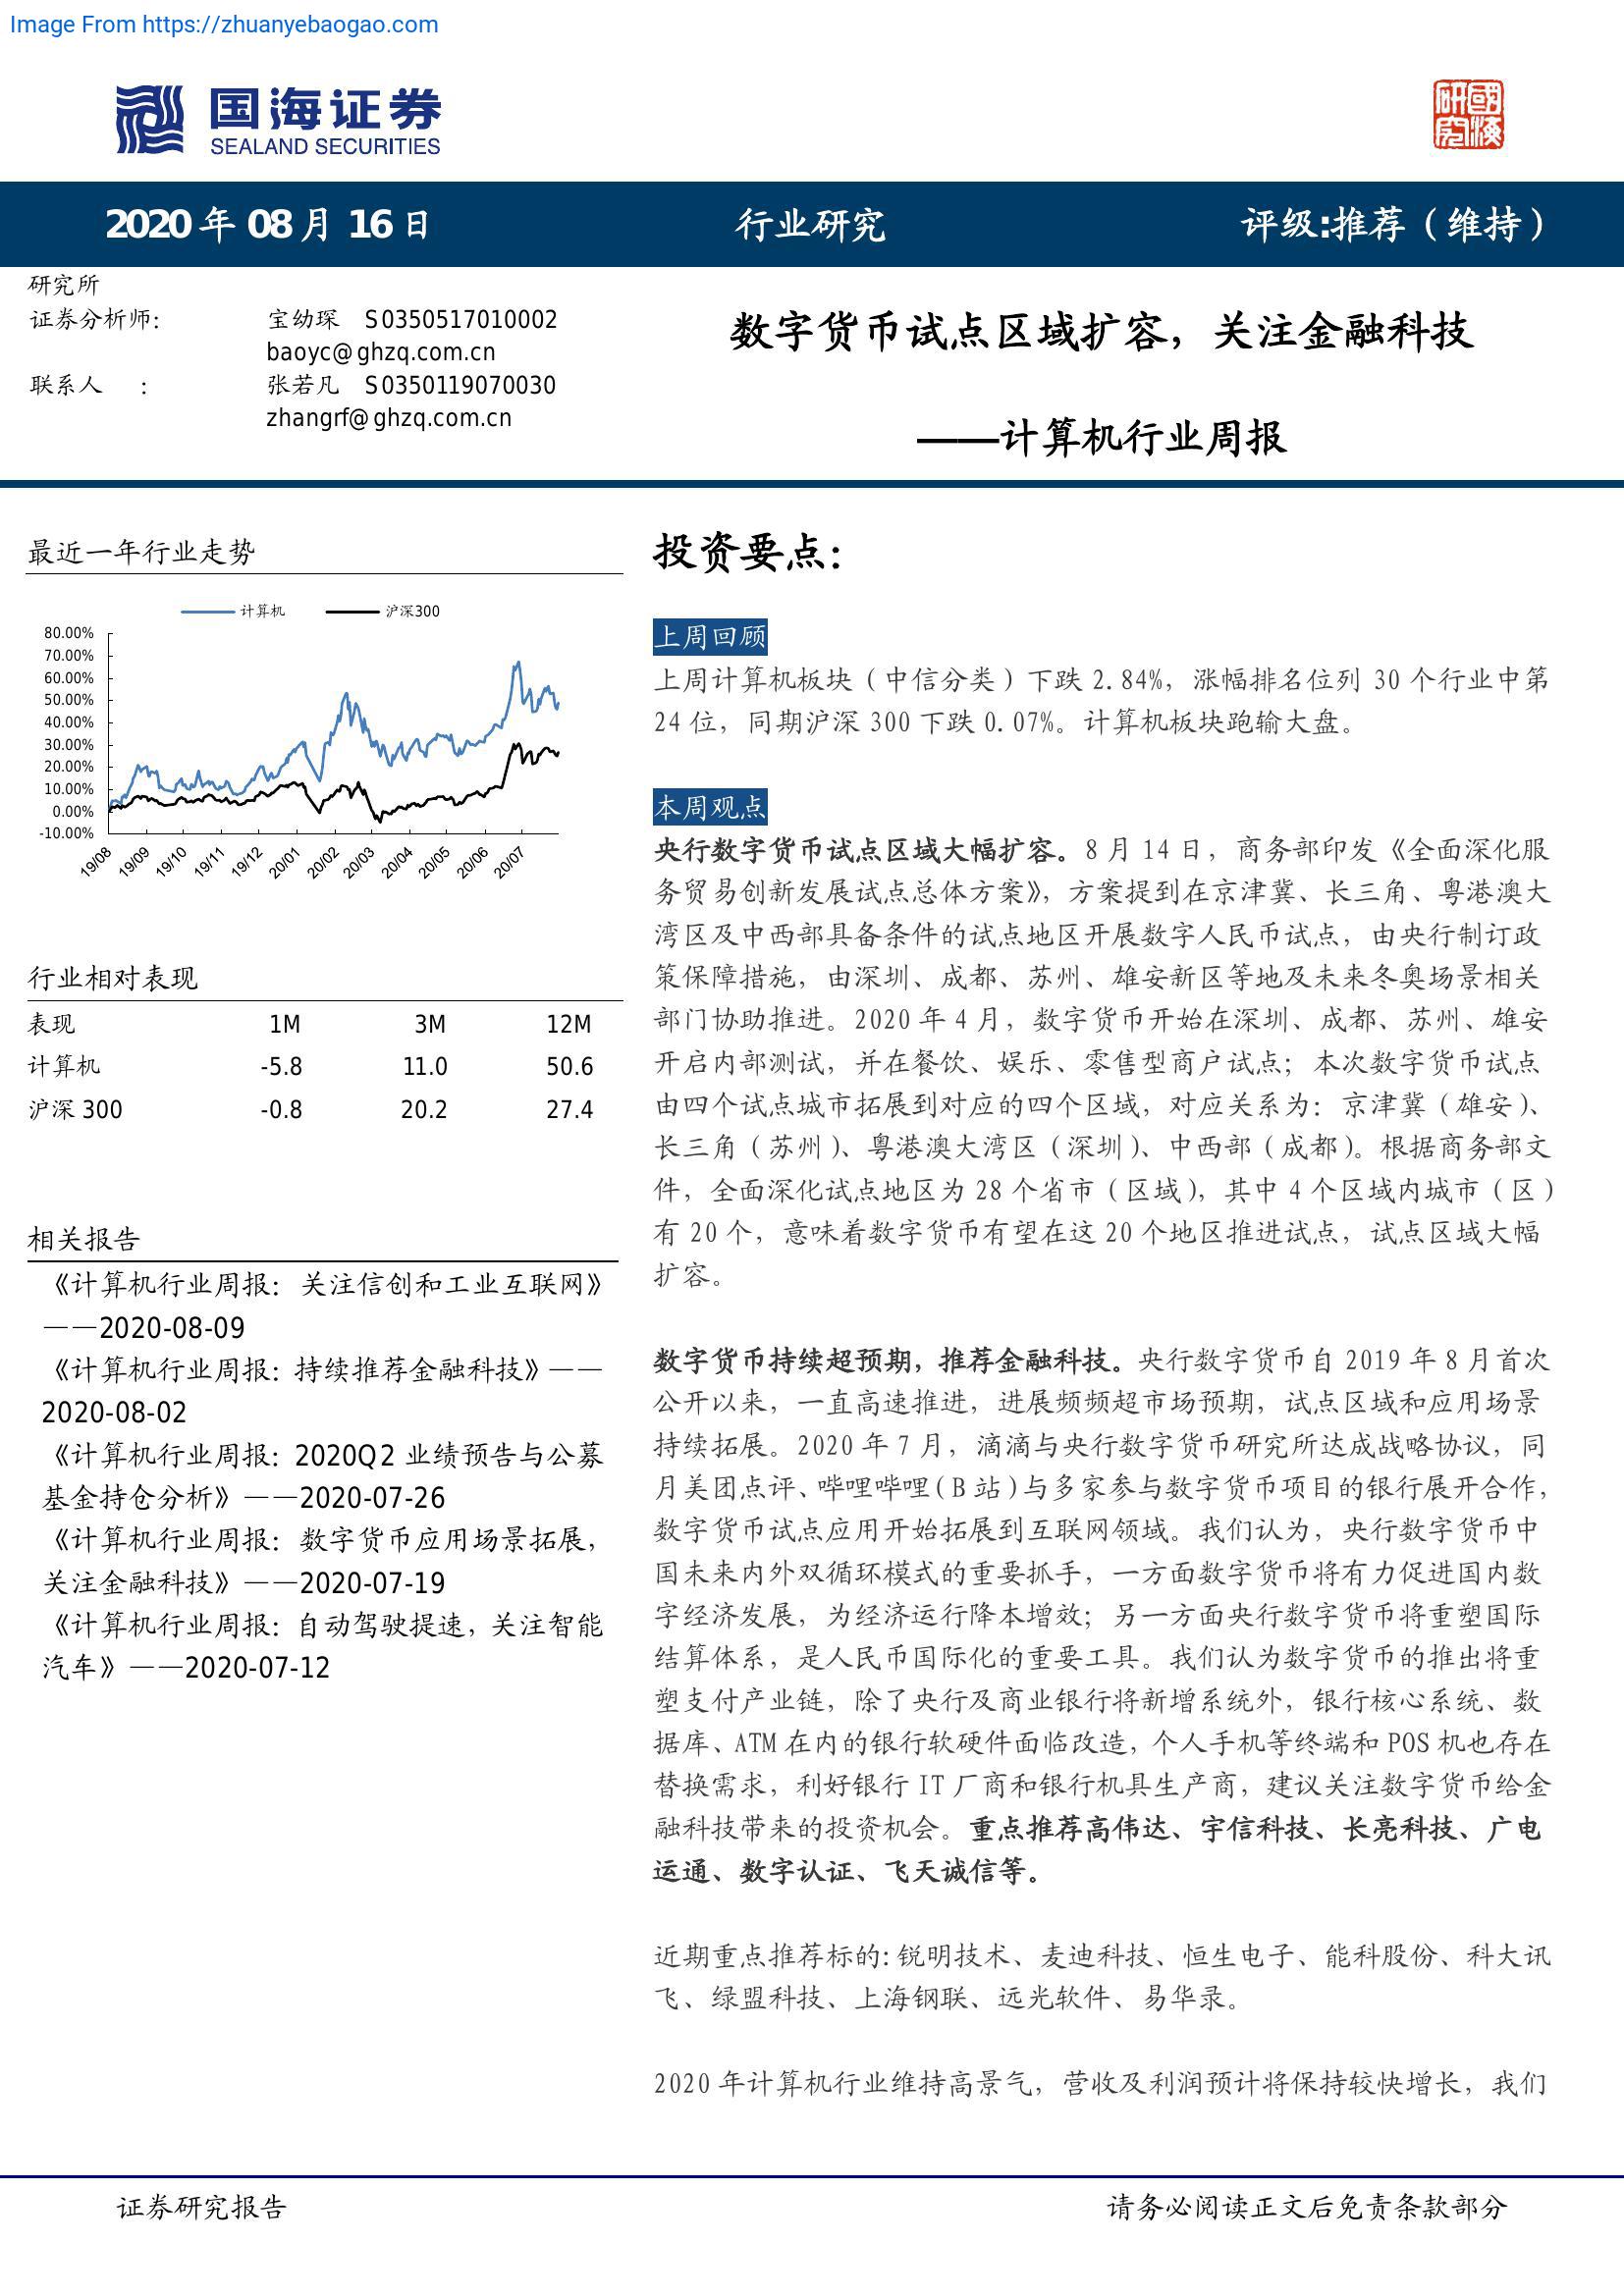 Image From https://zhuanyebaogao.com
国海证券
SEALAND SECURITIES
國海研究
2020 年 08 月 16 日
行业研究
评级:推荐（维持）
研究所
证券分析师: 宝幼琛 S0350517010002
baoyc@ghzq.com.cn
联系人 : 张若凡 S0350119070030
zhangrf@ghzq.com.cn
数字货币试点区域扩容，关注金融科技
——计算机行业周报
最近一年行业走势
计算机 沪深300
80.00%
70.00%
60.00%
50.00%
40.00%
30.00%
20.00%
10.00%
0.00%
-10.00%
19/08 19/09 19/10 19/11 19/12 20/01 20/02 20/03 20/04 20/05 20/06 20/07
行业相对表现
表现 1M 3M 12M
计算机 -5.8 11.0 50.6
沪深 300 -0.8 20.2 27.4
相关报告
《计算机行业周报：关注信创和工业互联网》
——2020-08-09
《计算机行业周报：持续推荐金融科技》——
2020-08-02
《计算机行业周报：2020Q2 业绩预告与公募
基金持仓分析》——2020-07-26
《计算机行业周报：数字货币应用场景拓展，
关注金融科技》——2020-07-19
《计算机行业周报：自动驾驶提速，关注智能
汽车》——2020-07-12
投资要点：
上周回顾
上周计算机板块（中信分类）下跌 2.84%，涨幅排名位列 30 个行业中第
24 位，同期沪深 300 下跌 0.07%。计算机板块跑输大盘。
本周观点
央行数字货币试点区域大幅扩容。8 月 14 日，商务部印发《全面深化服
务贸易创新发展试点总体方案》，方案提到在京津冀、长三角、粤港澳大
湾区及中西部具备条件的试点地区开展数字人民币试点，由央行制订政
策保障措施，由深圳、成都、苏州、雄安新区等地及未来冬奥场景相关
部门协助推进。2020 年 4 月，数字货币开始在深圳、成都、苏州、雄安
开启内部测试，并在餐饮、娱乐、零售型商户试点；本次数字货币试点
由四个试点城市拓展到对应的四个区域，对应关系为：京津冀（雄安）、
长三角（苏州）、粤港澳大湾区（深圳）、中西部（成都）。根据商务部文
件，全面深化试点地区为 28 个省市（区域），其中 4 个区域内城市（区）
有 20 个，意味着数字货币有望在这 20 个地区推进试点，试点区域大幅
扩容。
数字货币持续超预期，推荐金融科技。央行数字货币自 2019 年 8 月首次
公开以来，一直高速推进，进展频频超市场预期，试点区域和应用场景
持续拓展。2020 年 7 月，滴滴与央行数字货币研究所达成战略协议，同
月美团点评、哔哩哔哩（B 站）与多家参与数字货币项目的银行展开合作，
数字货币试点应用开始拓展到互联网领域。我们认为，央行数字货币中
国未来内外双循环模式的重要抓手，一方面数字货币将有力促进国内数
字经济发展，为经济运行降本增效；另一方面央行数字货币将重塑国际
结算体系，是人民币国际化的重要工具。我们认为数字货币的推出将重
塑支付产业链，除了央行及商业银行将新增系统外，银行核心系统、数
据库、ATM 在内的银行软硬件面临改造，个人手机等终端和 POS 机也存在
替换需求，利好银行 IT 厂商和银行机具生产商，建议关注数字货币给金
融科技带来的投资机会。重点推荐高伟达、宇信科技、长亮科技、广电
运通、数字认证、飞天诚信等。
近期重点推荐标的：锐明技术、麦迪科技、恒生电子、能科股份、科大讯
飞、绿盟科技、上海钢联、远光软件、易华录。
2020 年计算机行业维持高景气，营收及利润预计将保持较快增长，我们
证券研究报告
请务必阅读正文后免责条款部分